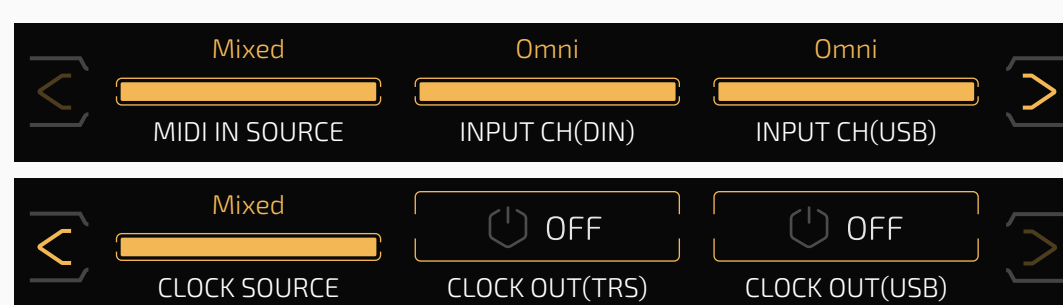 Mixed Omni Omni
MIDI IN SOURCE INPUT CH(DIN) INPUT CH(USB)
Mixed OFF OFF
CLOCK SOURCE CLOCK OUT(TRS) CLOCK OUT(USB)